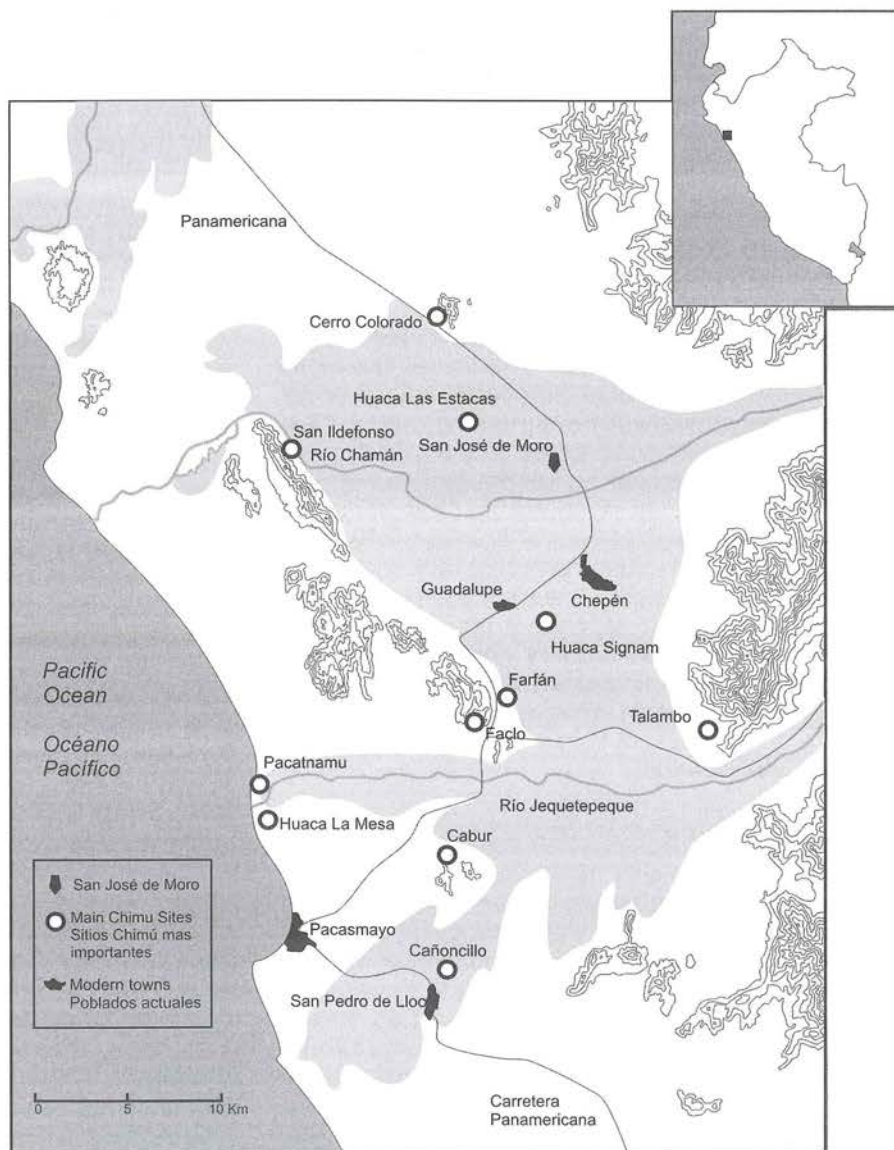 Panamericana
Cerro Colorado
Huaca Las Estacas
San Ildefonso
San José de Moro
Río Chamán
Guadalupe
Chepén
Huaca Signam
Pacific
Ocean
Farfán
Talambo
Faclo
Océano
Pacífico
Pacatnamu
Río Jequetepeque
Huaca La Mesa
Cabur
San José de Moro
Main Chimu Sites
Sitios Chimú mas
importantes
Modern towns
Poblados actuales
Pacasmayo
Cañoncillo
San Pedro de Lloc
0 5 10 Km
Carretera
Panamericana